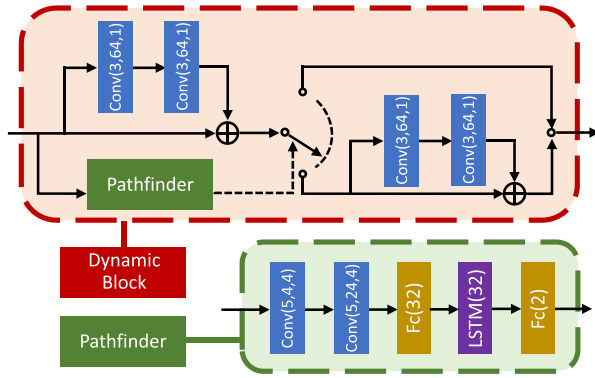 Conv(3,64,1)
Conv(3,64,1)
Conv(3,64,1)
Conv(3,64,1)
Pathfinder
Dynamic
Block
Pathfinder
Conv(5,4,4)
Conv(5,24,4)
Fc(32)
LSTM(32)
Fc(2)